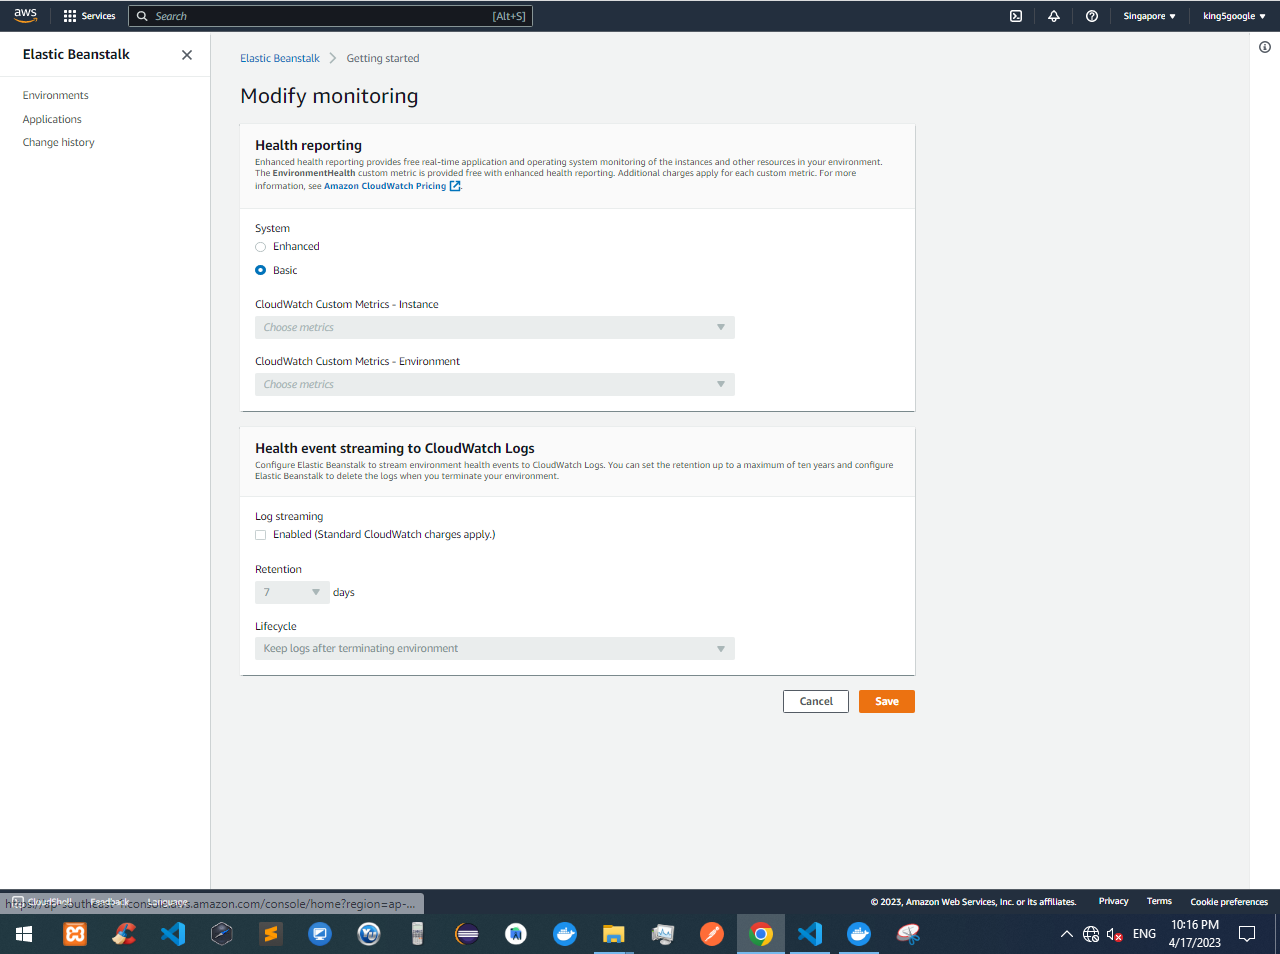 aws
Services
Search
[Alt+S]
Singapore
king5google
Elastic Beanstalk
Environments
Applications
Change history
Elastic Beanstalk
Getting started
Modify monitoring
Health reporting
Enhanced health reporting provides free real-time application and operating system monitoring of the instances and other resources in your environment.
The EnvironmentHealth custom metric is provided free with enhanced health reporting. Additional charges apply for each custom metric. For more
information, see Amazon CloudWatch Pricing.
System
Enhanced
Basic
CloudWatch Custom Metrics - Instance
Choose metrics
CloudWatch Custom Metrics - Environment
Choose metrics
Health event streaming to CloudWatch Logs
Configure Elastic Beanstalk to stream environment health events to CloudWatch Logs. You can set the retention up to a maximum of ten years and configure
Elastic Beanstalk to delete the logs when you terminate your environment.
Log streaming
Enabled (Standard CloudWatch charges apply.)
Retention
7
days
Lifecycle
Keep logs after terminating environment
Cancel
Save
CloudShell
Feedback
Language
https://ap-southeast-1.console.aws.amazon.com/console/home?region=ap-...
© 2023, Amazon Web Services, Inc. or its affiliates.
Privacy
Terms
Cookie preferences
ENG
10:16 PM
4/17/2023